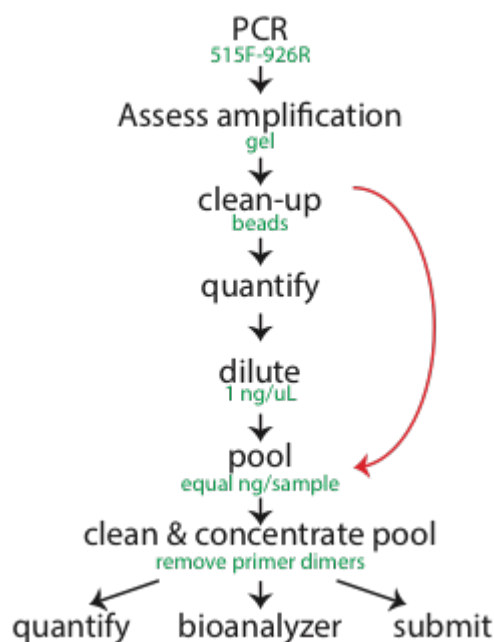 PCR
515F-926R
Assess amplification
gel
clean-up
beads
quantify
dilute
1 ng/uL
pool
equal ng/sample
clean & concentrate pool
remove primer dimers
quantify bioanalyzer submit